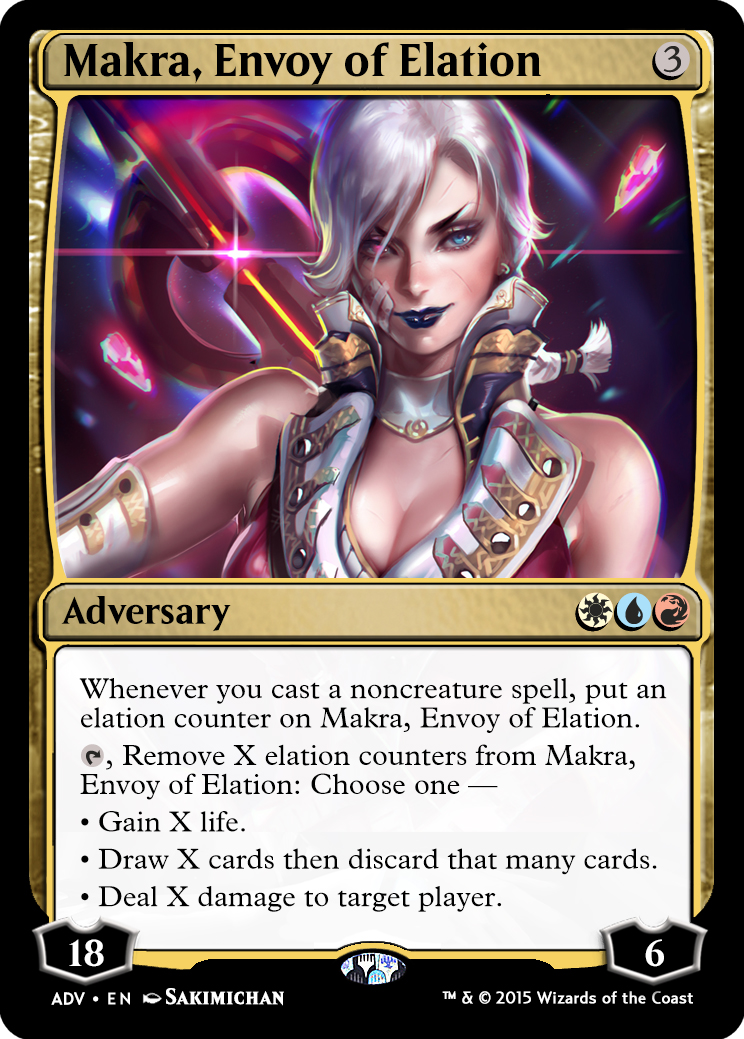 Makra, Envoy of Elation 3
Adversary
Whenever you cast a noncreature spell, put an
elation counter on Makra, Envoy of Elation.
, Remove X elation counters from Makra,
Envoy of Elation: Choose one —
• Gain X life.
• Draw X cards then discard that many cards.
• Deal X damage to target player.
18
6
ADV • EN SAKIMICHAN
™ & © 2015 Wizards of the Coast